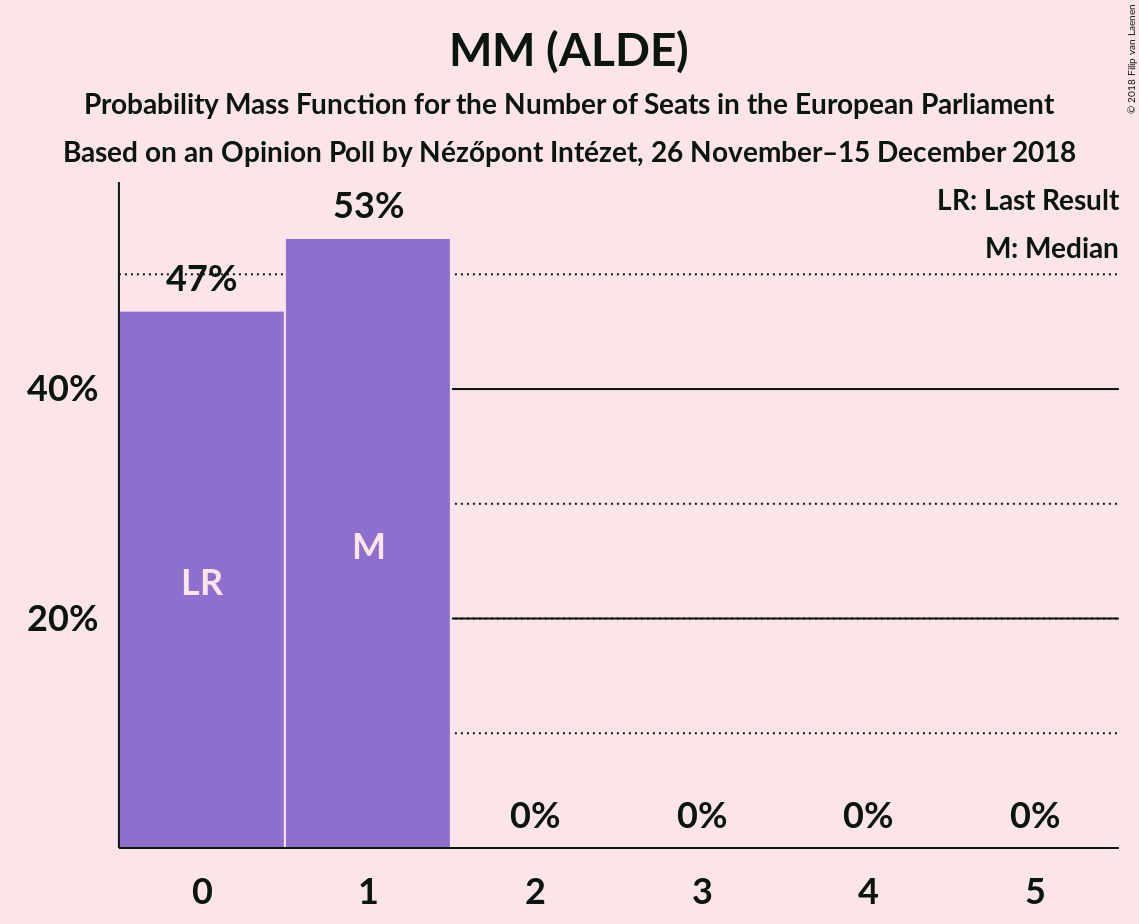 MM (ALDE)
Probability Mass Function for the Number of Seats in the European Parliament
Based on an Opinion Poll by Nézőpont Intézet, 26 November–15 December 2018
© 2018 Filip van Laenen
LR: Last Result
M: Median
53%
47%
40%
20%
LR
M
0%
0%
0%
0%
0
1
2
3
4
5